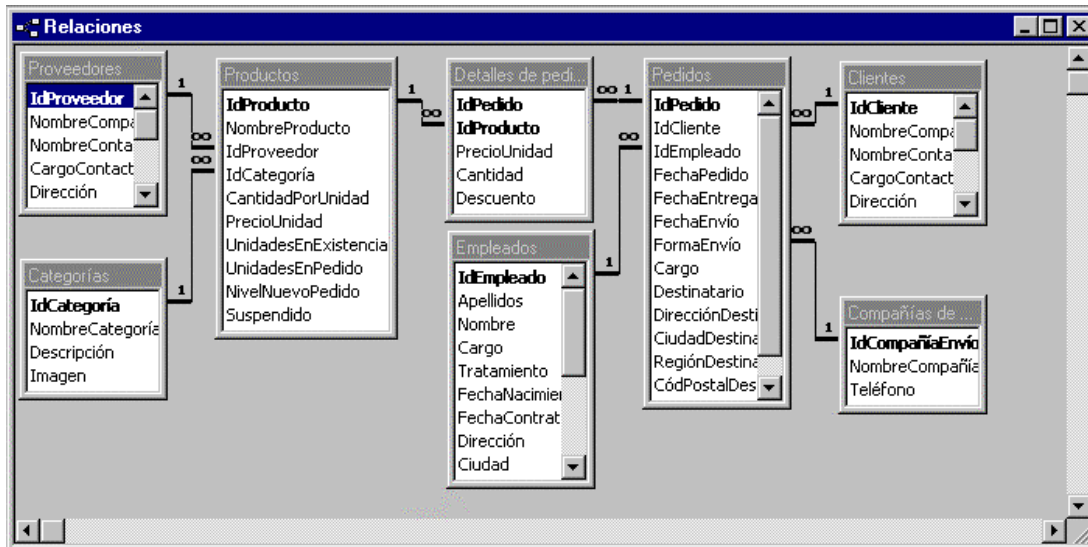 Relaciones
Proveedores
IdProveedor
NombreCompa
NombreConta
CargoContact
Dirección
Categorías
IdCategoría
NombreCategoría
Descripción
Imagen
Productos
IdProducto
NombreProducto
IdProveedor
IdCategoría
CantidadPorUnidad
PrecioUnidad
UnidadesEnExistencia
UnidadesEnPedido
NivelNuevoPedido
Suspendido
Detalles de pedi...
IdPedido
IdProducto
PrecioUnidad
Cantidad
Descuento
Empleados
IdEmpleado
Apellidos
Nombre
Cargo
Tratamiento
FechaNacimie
FechaContrat
Dirección
Ciudad
Pedidos
IdPedido
IdCliente
IdEmpleado
FechaPedido
FechaEntrega
FechaEnvío
FormaEnvío
Cargo
Destinatario
DirecciónDesti
CiudadDestina
RegiónDestina
CódPostalDes
Clientes
IdCliente
NombreCompa
NombreConta
CargoContact
Dirección
Compañías de ...
IdCompañíaEnvío
NombreCompañía
Teléfono
1
∞
∞
1
1
∞
∞ 1
∞
1
1
∞
∞
1